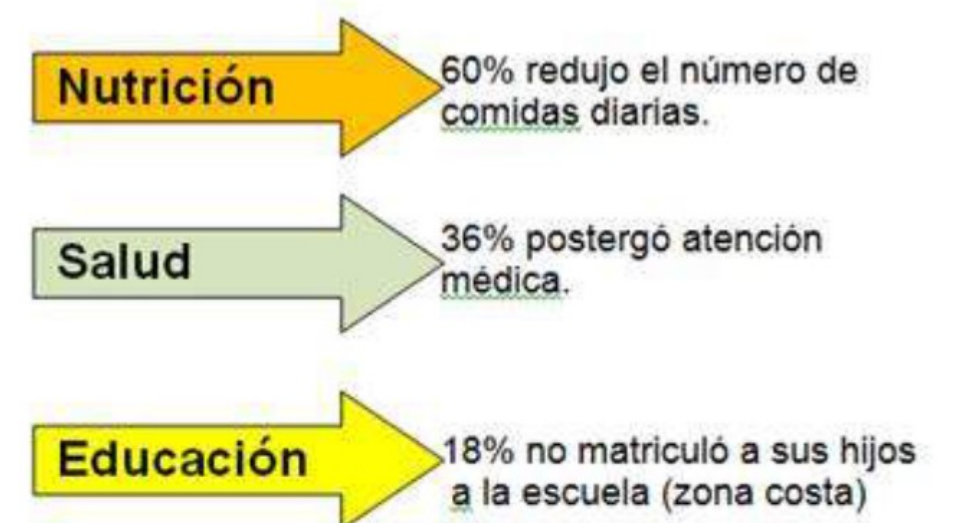 Nutrición
60% redujo el número de
comidas diarias.
Salud
36% postergó atención
médica.
Educación
18% no matriculó a sus hijos
a la escuela (zona costa)